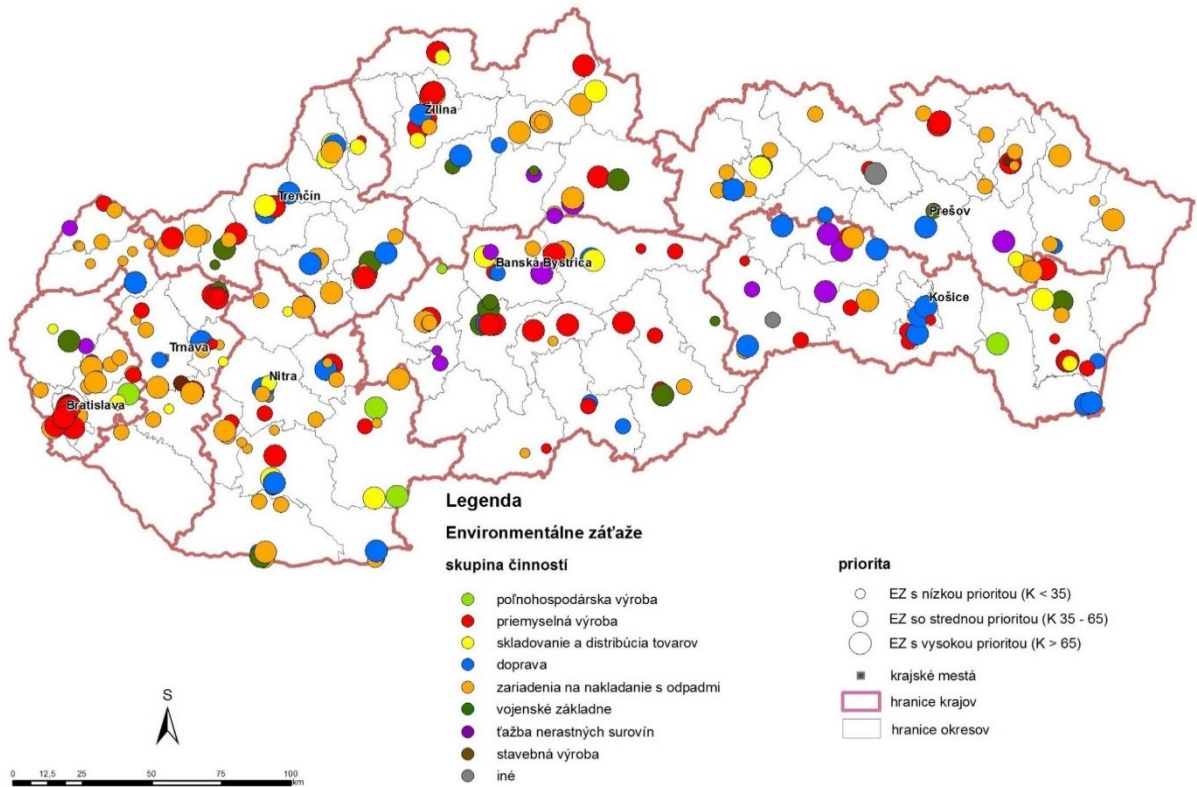 Žilina
Trenčín
Prešov
Banská Bystrica
Košice
Trnava
Nitra
Bratislava
Legenda
Environmentálne záťaže
skupina činností
poľnohospodárska výroba
priemyselná výroba
skladovanie a distribúcia tovarov
doprava
zariadenia na nakladanie s odpadmi
vojenské základne
ťažba nerastných surovín
stavebná výroba
iné
priorita
EZ s nízkou prioritou (K < 35)
EZ so strednou prioritou (K 35 - 65)
EZ s vysokou prioritou (K > 65)
krajské mestá
hranice krajov
hranice okresov
S
0 12,5 25 50 75 100
km